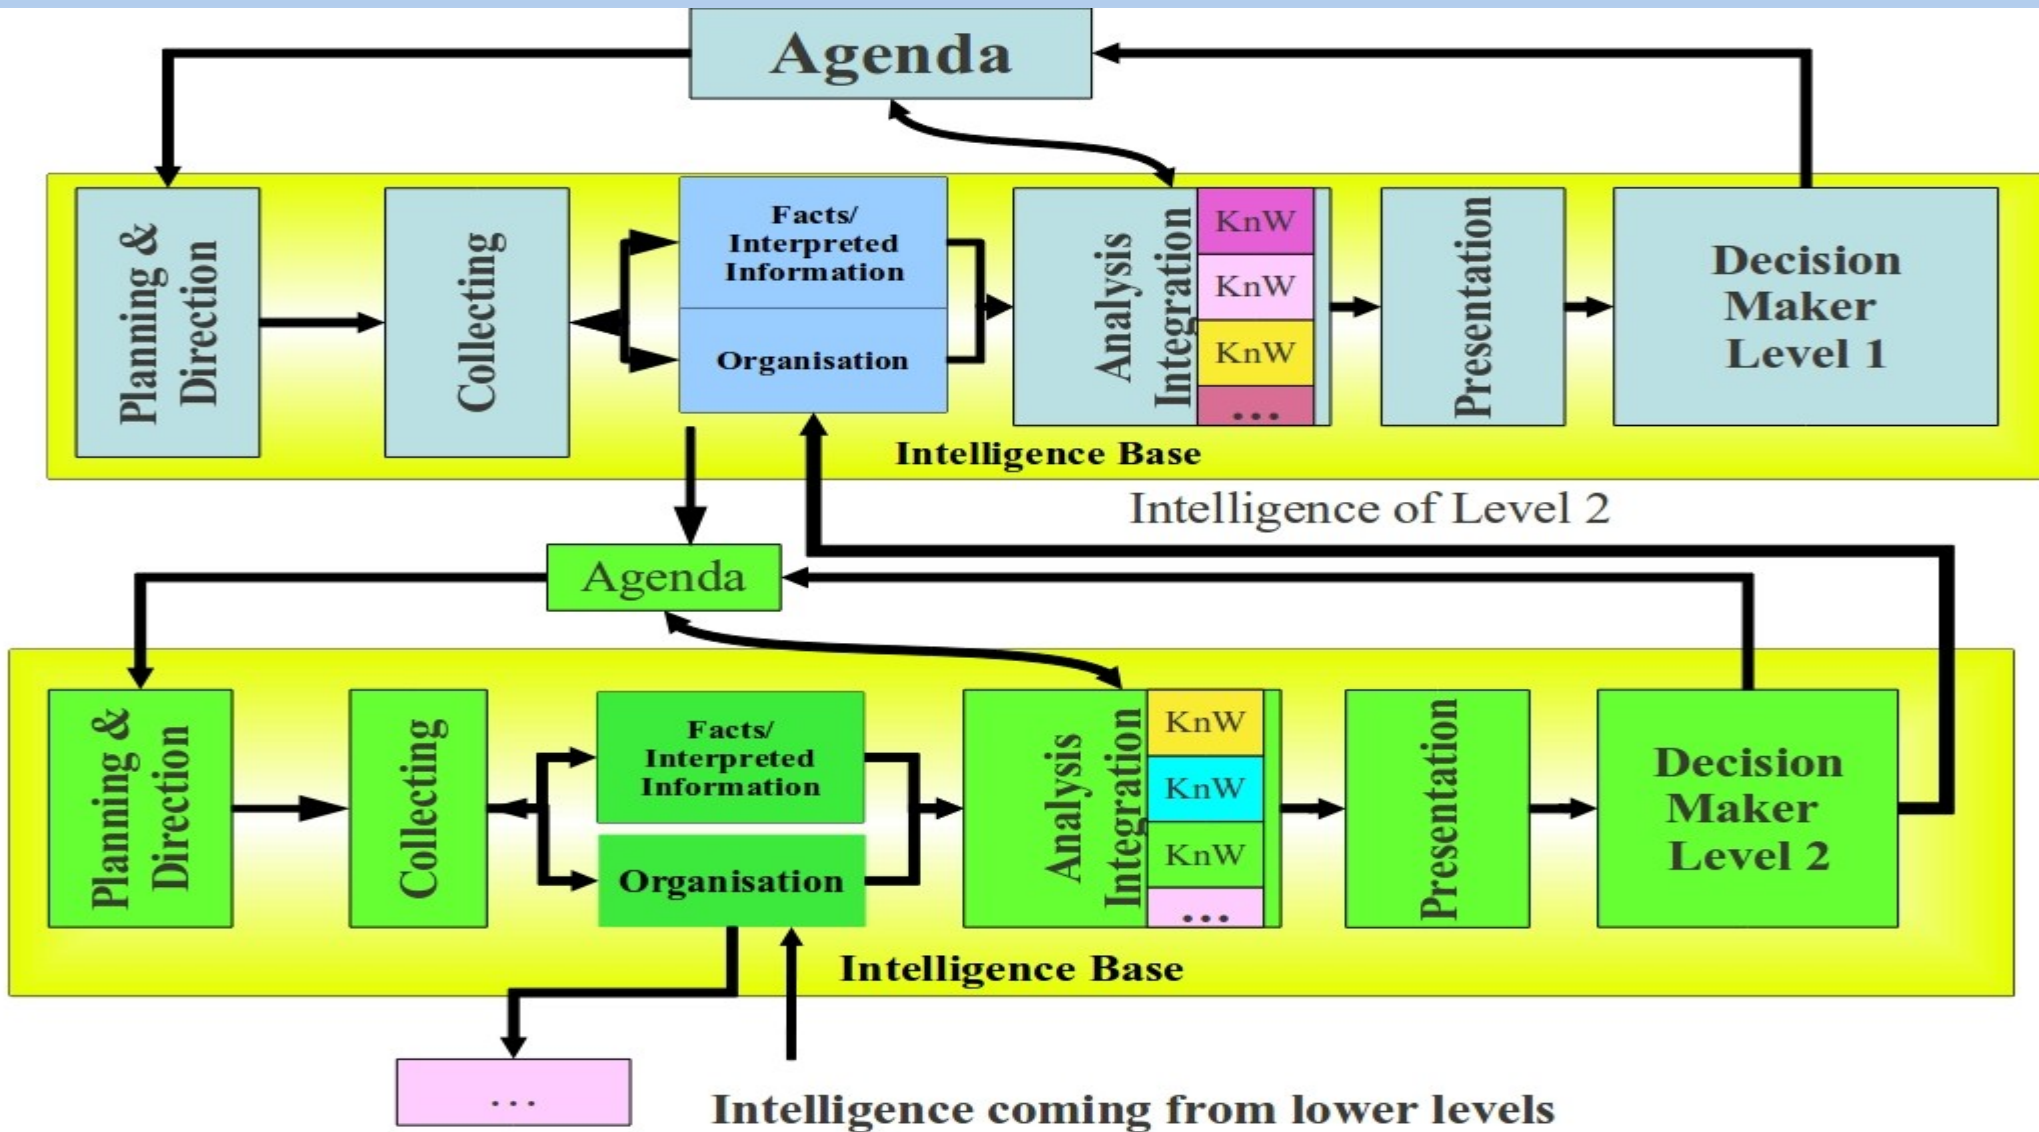 Agenda
Planning &
Direction
Collecting
Facts/
Interpreted
Information
Organisation
Analysis
Integration
KnW
KnW
KnW
...
Presentation
Decision
Maker
Level 1
Intelligence Base
Intelligence of Level 2
Agenda
Planning &
Direction
Collecting
Facts/
Interpreted
Information
Organisation
Analysis
Integration
KnW
KnW
KnW
...
Presentation
Decision
Maker
Level 2
Intelligence Base
...
Intelligence coming from lower levels